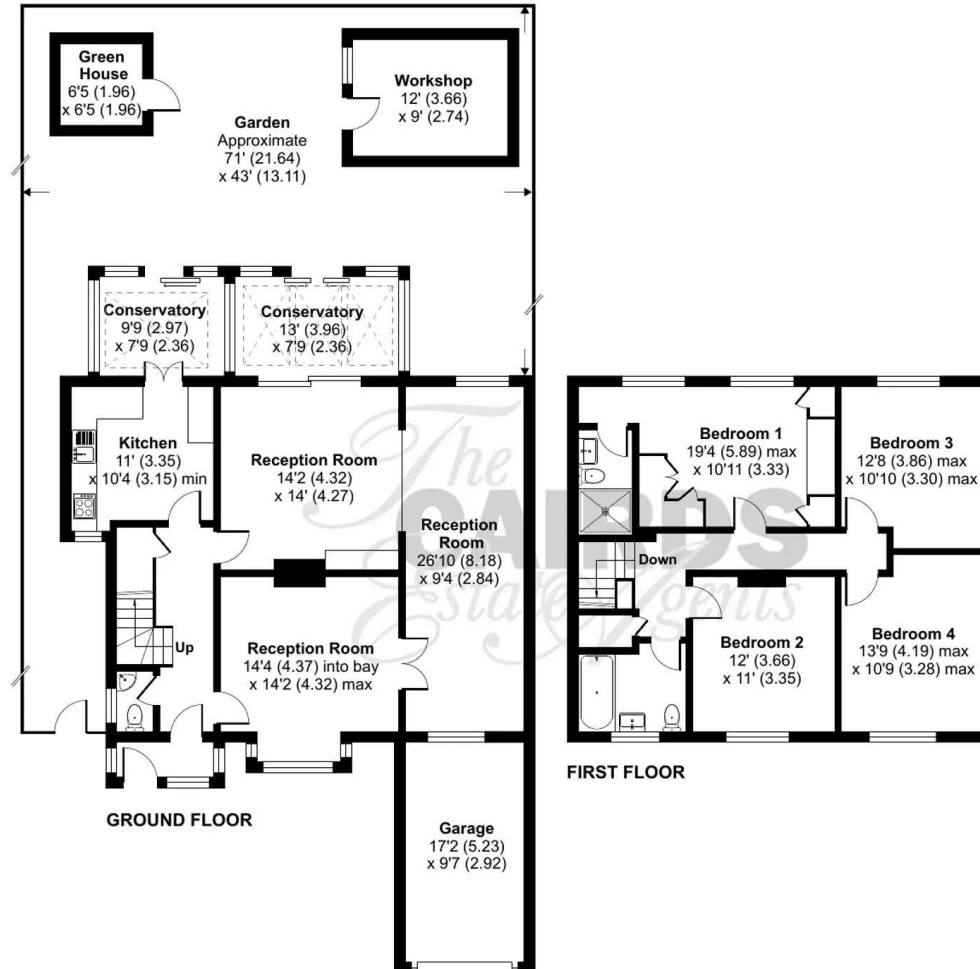 Green
House
6'5 (1.96)
x 6'5 (1.96)
Workshop
12' (3.66)
x 9' (2.74)
Garden
Approximate
71' (21.64)
x 43' (13.11)
Conservatory
9'9 (2.97)
x 7'9 (2.36)
Conservatory
13' (3.96)
x 7'9 (2.36)
Kitchen
11' (3.35)
x 10'4 (3.15) min
Reception Room
14'2 (4.32)
x 14' (4.27)
Reception
Room
26'10 (8.18)
x 9'4 (2.84)
Up
Reception Room
14'4 (4.37) into bay
x 14'2 (4.32) max
Garage
17'2 (5.23)
x 9'7 (2.92)
GROUND FLOOR
Bedroom 1
19'4 (5.89) max
x 10'11 (3.33)
Bedroom 3
12'8 (3.86) max
x 10'10 (3.30) max
Down
Bedroom 2
12' (3.66)
x 11' (3.35)
Bedroom 4
13'9 (4.19) max
x 10'9 (3.28) max
FIRST FLOOR
The
CAIRDS
Estate Agents